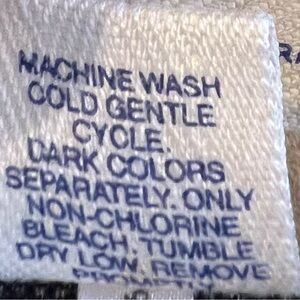 MACHINE WASH
COLD GENTLE
CYCLE.
DARK COLORS
SEPARATELY. ONLY
NON-CHLORINE
BLEACH. TUMBLE
DRY LOW. REMOVE